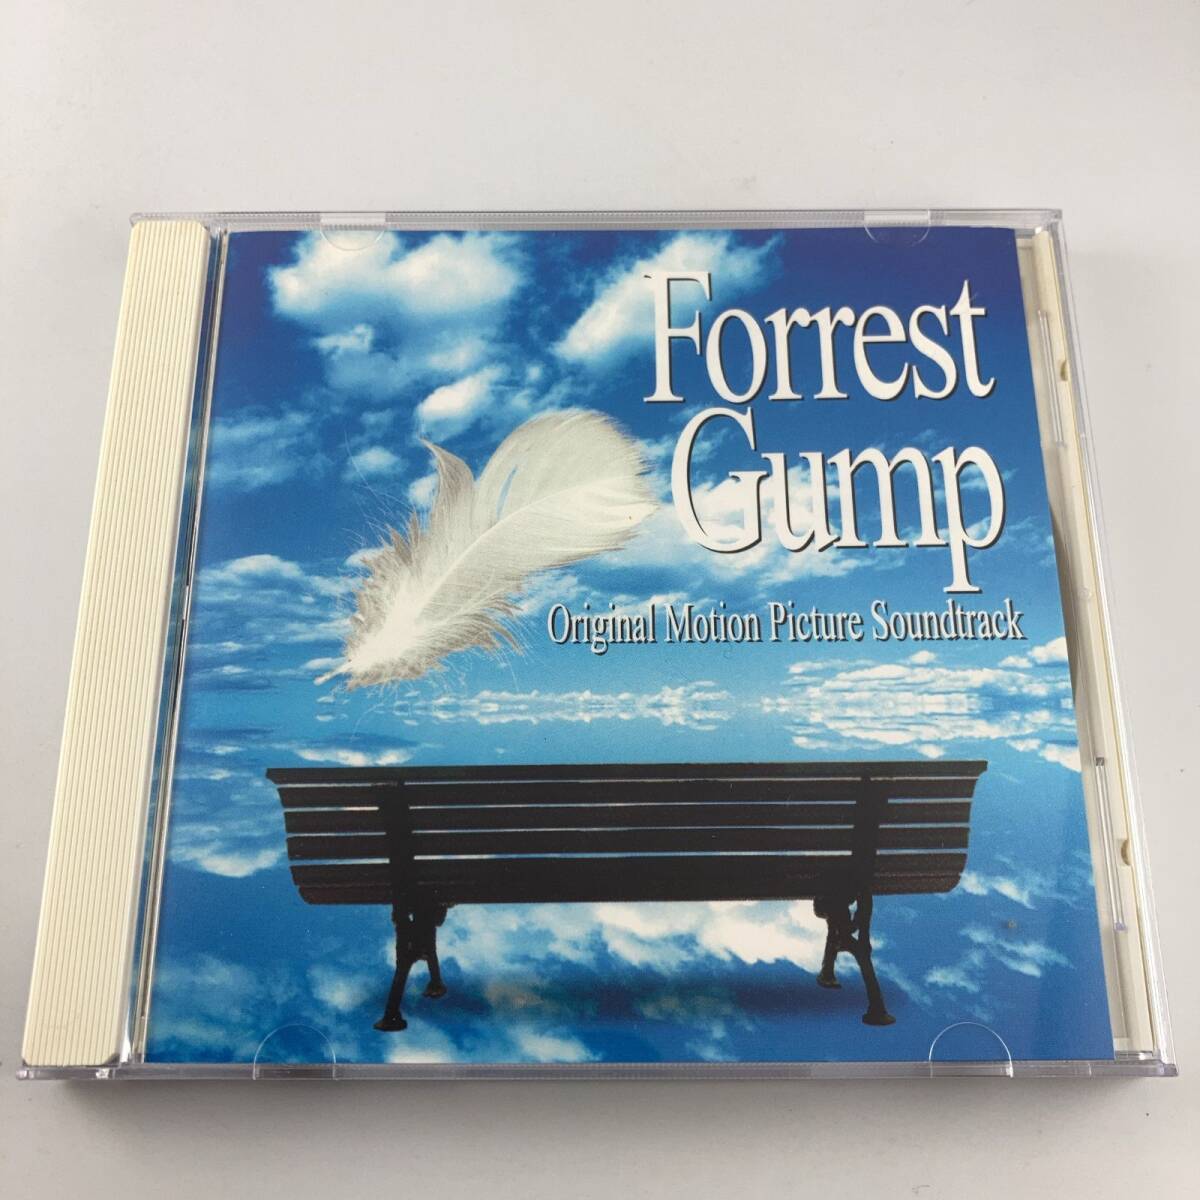 Forrest
Gump
Original Motion Picture Soundtrack